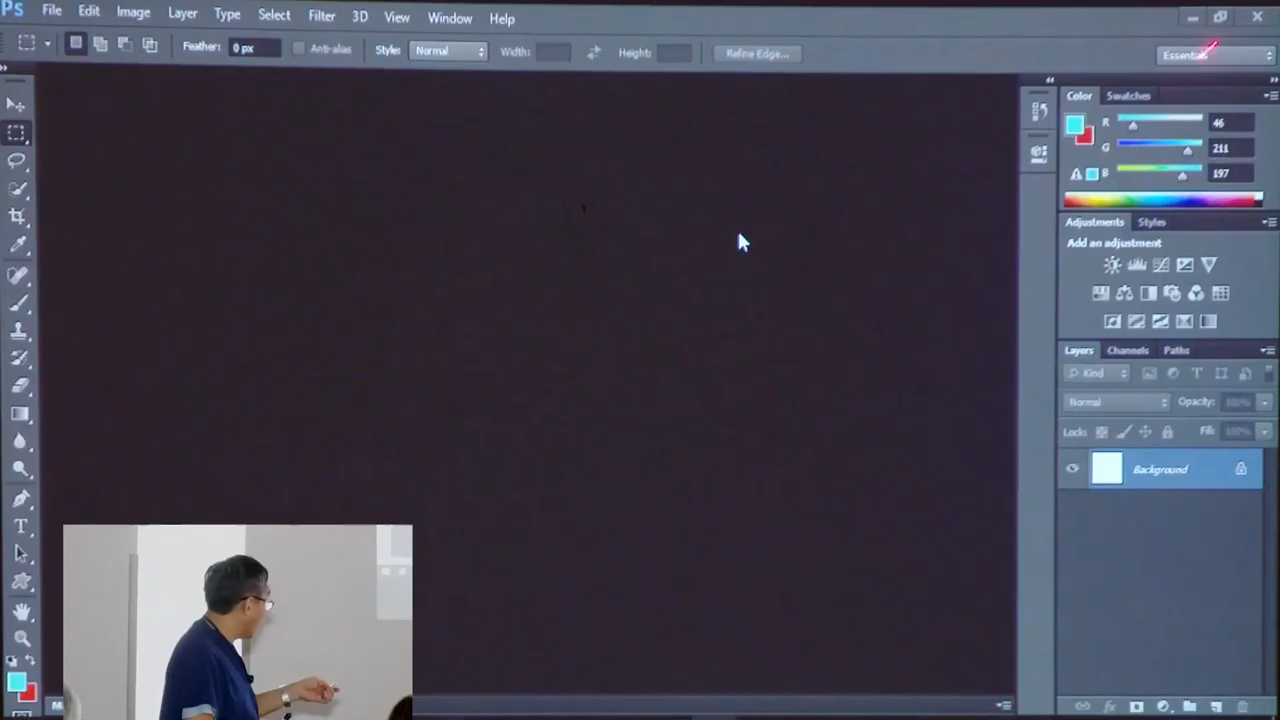 Ps File Edit Image Layer Type Select Filter 3D View Window Help
Feather: 0 px Anti-alias Style: Normal Width: Height: Refine Edge...
Color Swatches
R 46
G 211
B 197
Adjustments Styles
Add an adjustment
Layers Channels Paths
Kind
Normal Opacity: 100%
Lock: Fill: 100%
Background